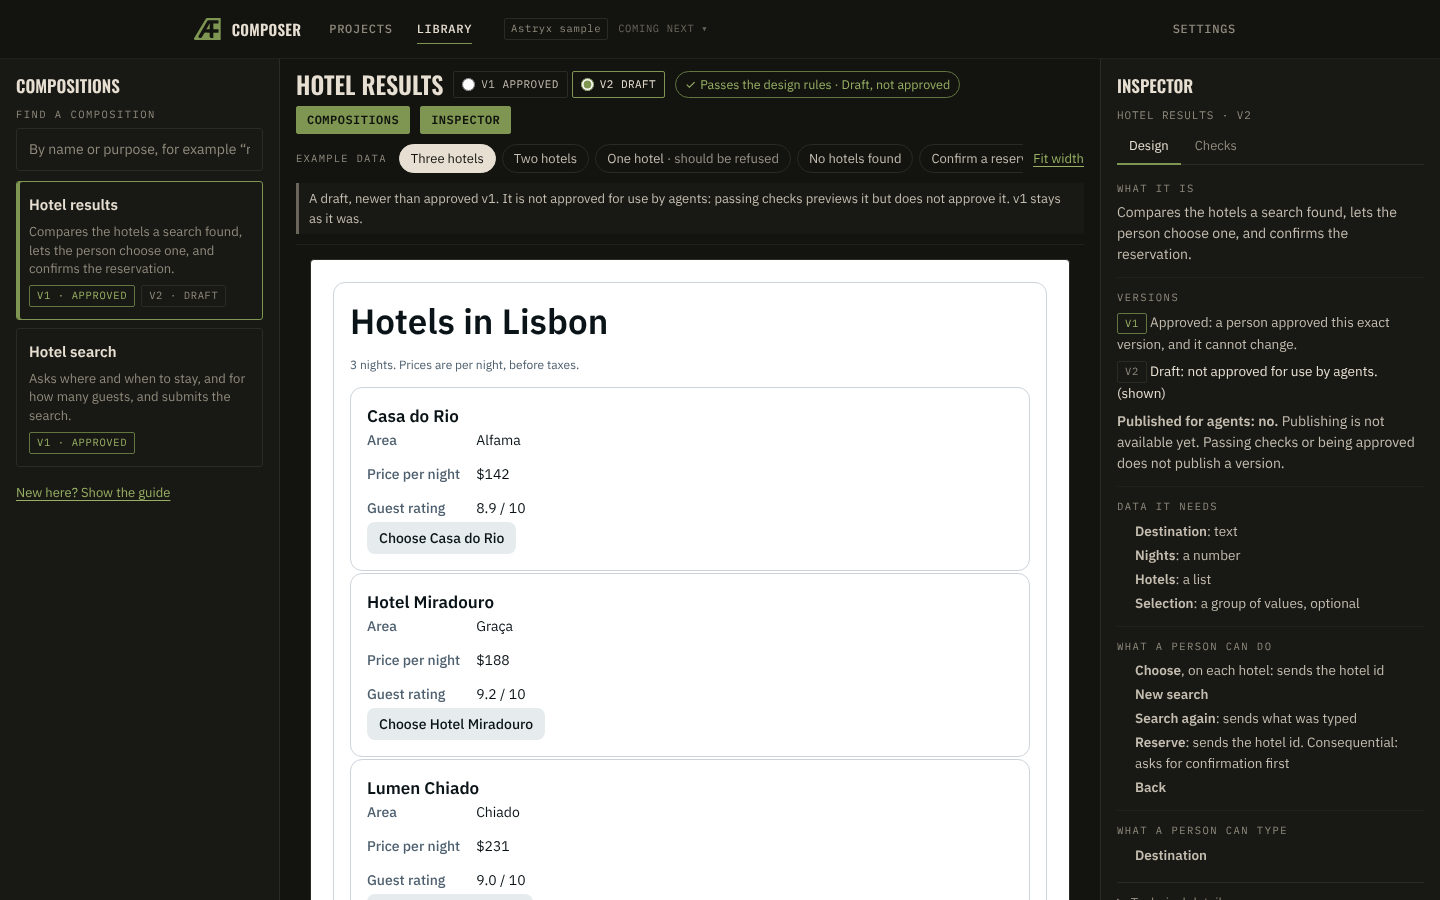 COMPOSER
PROJECTS
LIBRARY
Astryx sample
COMING NEXT ▾
SETTINGS
COMPOSITIONS
FIND A COMPOSITION
By name or purpose, for example “r
Hotel results
Compares the hotels a search found,
lets the person choose one, and
confirms the reservation.
V1 · APPROVED
V2 · DRAFT
Hotel search
Asks where and when to stay, and for
how many guests, and submits the
search.
V1 · APPROVED
New here? Show the guide
HOTEL RESULTS
V1 APPROVED
V2 DRAFT
✓ Passes the design rules · Draft, not approved
COMPOSITIONS
INSPECTOR
EXAMPLE DATA
Three hotels
Two hotels
One hotel · should be refused
No hotels found
Confirm a reser
Fit width
A draft, newer than approved v1. It is not approved for use by agents: passing checks previews it but does not approve it. v1 stays
as it was.
Hotels in Lisbon
3 nights. Prices are per night, before taxes.
Casa do Rio
Area Alfama
Price per night $142
Guest rating 8.9 / 10
Choose Casa do Rio
Hotel Miradouro
Area Graça
Price per night $188
Guest rating 9.2 / 10
Choose Hotel Miradouro
Lumen Chiado
Area Chiado
Price per night $231
Guest rating 9.0 / 10
INSPECTOR
HOTEL RESULTS · V2
Design
Checks
WHAT IT IS
Compares the hotels a search found, lets the
person choose one, and confirms the
reservation.
VERSIONS
V1 Approved: a person approved this exact
version, and it cannot change.
V2 Draft: not approved for use by agents.
(shown)
Published for agents: no. Publishing is not
available yet. Passing checks or being approved
does not publish a version.
DATA IT NEEDS
Destination: text
Nights: a number
Hotels: a list
Selection: a group of values, optional
WHAT A PERSON CAN DO
Choose, on each hotel: sends the hotel id
New search
Search again: sends what was typed
Reserve: sends the hotel id. Consequential:
asks for confirmation first
Back
WHAT A PERSON CAN TYPE
Destination